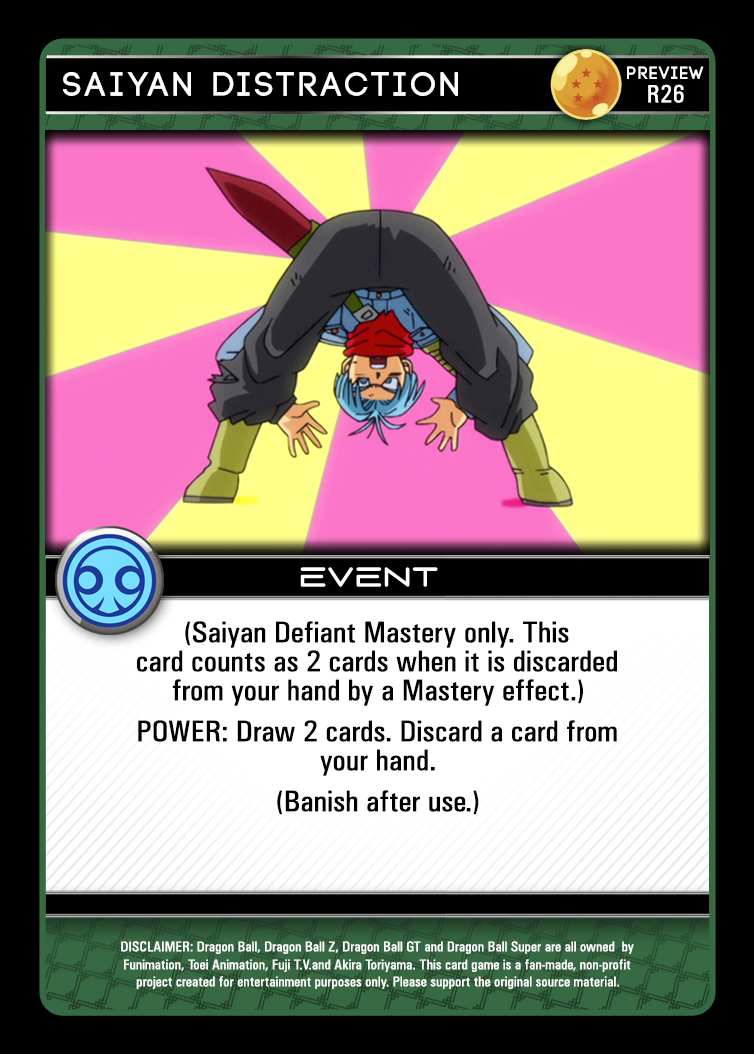 SAIYAN DISTRACTION
PREVIEW
R26
EVENT
(Saiyan Defiant Mastery only. This
card counts as 2 cards when it is discarded
from your hand by a Mastery effect.)
POWER: Draw 2 cards. Discard a card from
your hand.
(Banish after use.)
DISCLAIMER: Dragon Ball, Dragon Ball Z, Dragon Ball GT and Dragon Ball Super are all owned by
Funimation, Toei Animation, Fuji T.V.and Akira Toriyama. This card game is a fan-made, non-profit
project created for entertainment purposes only. Please support the original source material.